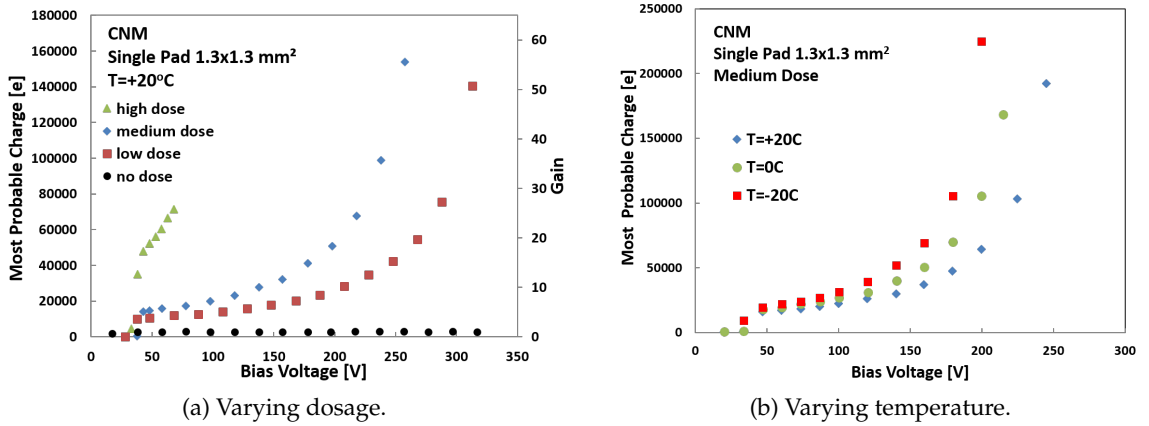 CNM
Single Pad 1.3x1.3 mm²
T=+20°C
high dose
medium dose
low dose
no dose
Most Probable Charge [e]
180000
160000
140000
120000
100000
80000
60000
40000
20000
0
0 50 100 150 200 250 300 350
Bias Voltage [V]
60
50
40
30
20
10
0
Gain
(a) Varying dosage.
CNM
Single Pad 1.3x1.3 mm²
Medium Dose
T=+20C
T=0C
T=-20C
Most Probable Charge [e]
250000
200000
150000
100000
50000
0
0 50 100 150 200 250 300
Bias Voltage [V]
(b) Varying temperature.